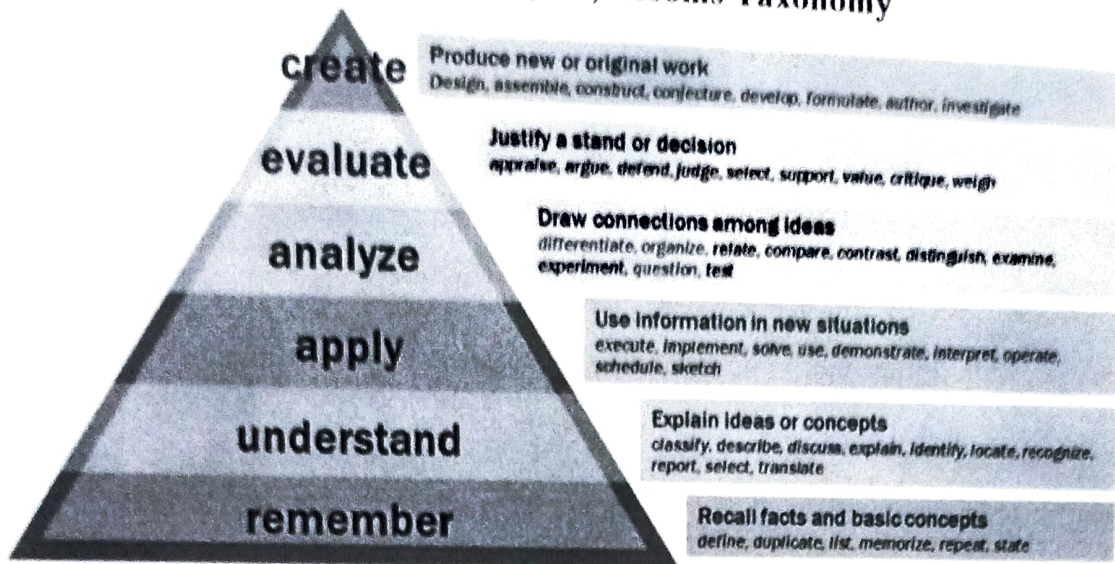 Taxonomy
create
Produce new or original work
Design, assemble, construct, conjecture, develop, formulate, author, investigate
evaluate
Justify a stand or decision
appraise, argue, defend, judge, select, support, value, critique, weigh
analyze
Draw connections among ideas
differentiate, organize, relate, compare, contrast, distinguish, examine,
experiment, question, test
apply
Use information in new situations
execute, implement, solve, use, demonstrate, interpret, operate,
schedule, sketch
understand
Explain ideas or concepts
classify, describe, discuss, explain, identify, locate, recognize,
report, select, translate
remember
Recall facts and basic concepts
define, duplicate, list, memorize, repeat, state